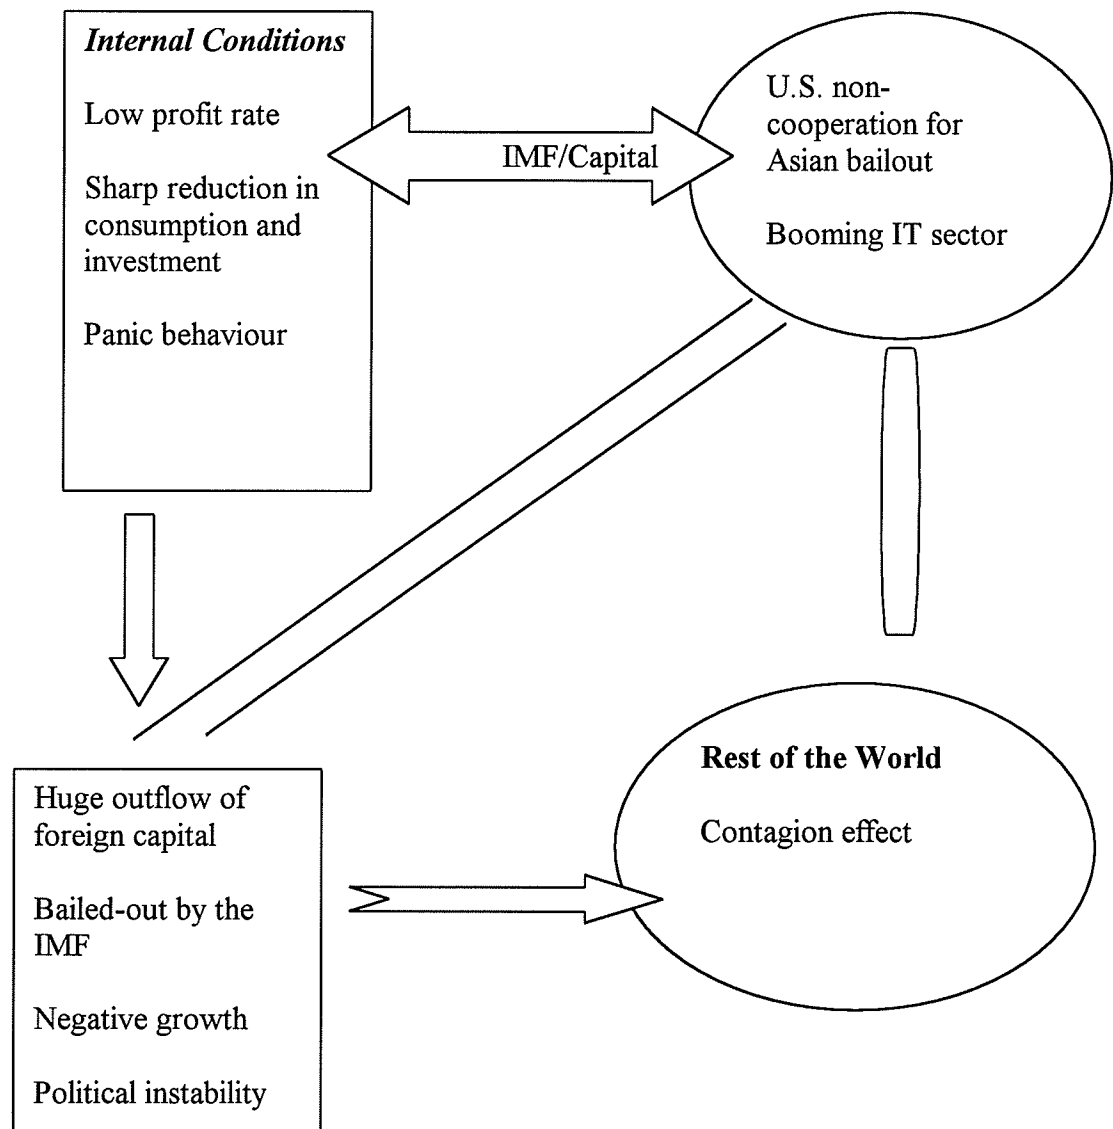 Internal Conditions
Low profit rate
Sharp reduction in
consumption and
investment
Panic behaviour
IMF/Capital
U.S. non-
cooperation for
Asian bailout
Booming IT sector
Huge outflow of
foreign capital
Bailed-out by the
IMF
Negative growth
Political instability
Rest of the World
Contagion effect